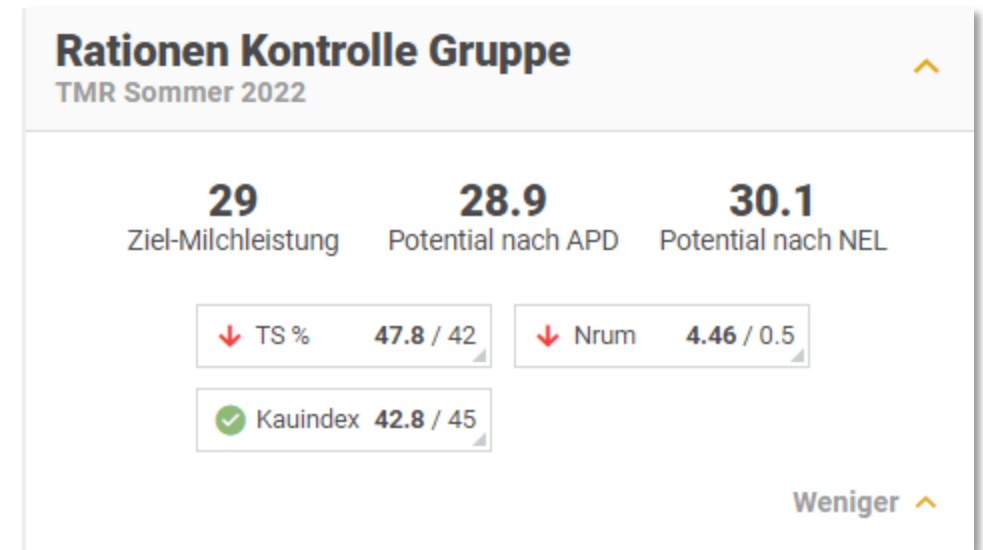 Rationen Kontrolle Gruppe
TMR Sommer 2022
29 28.9 30.1
Ziel-Milchleistung Potential nach APD Potential nach NEL
TS % 47.8 / 42 Nrum 4.46 / 0.5
Kauindex 42.8 / 45
Weniger